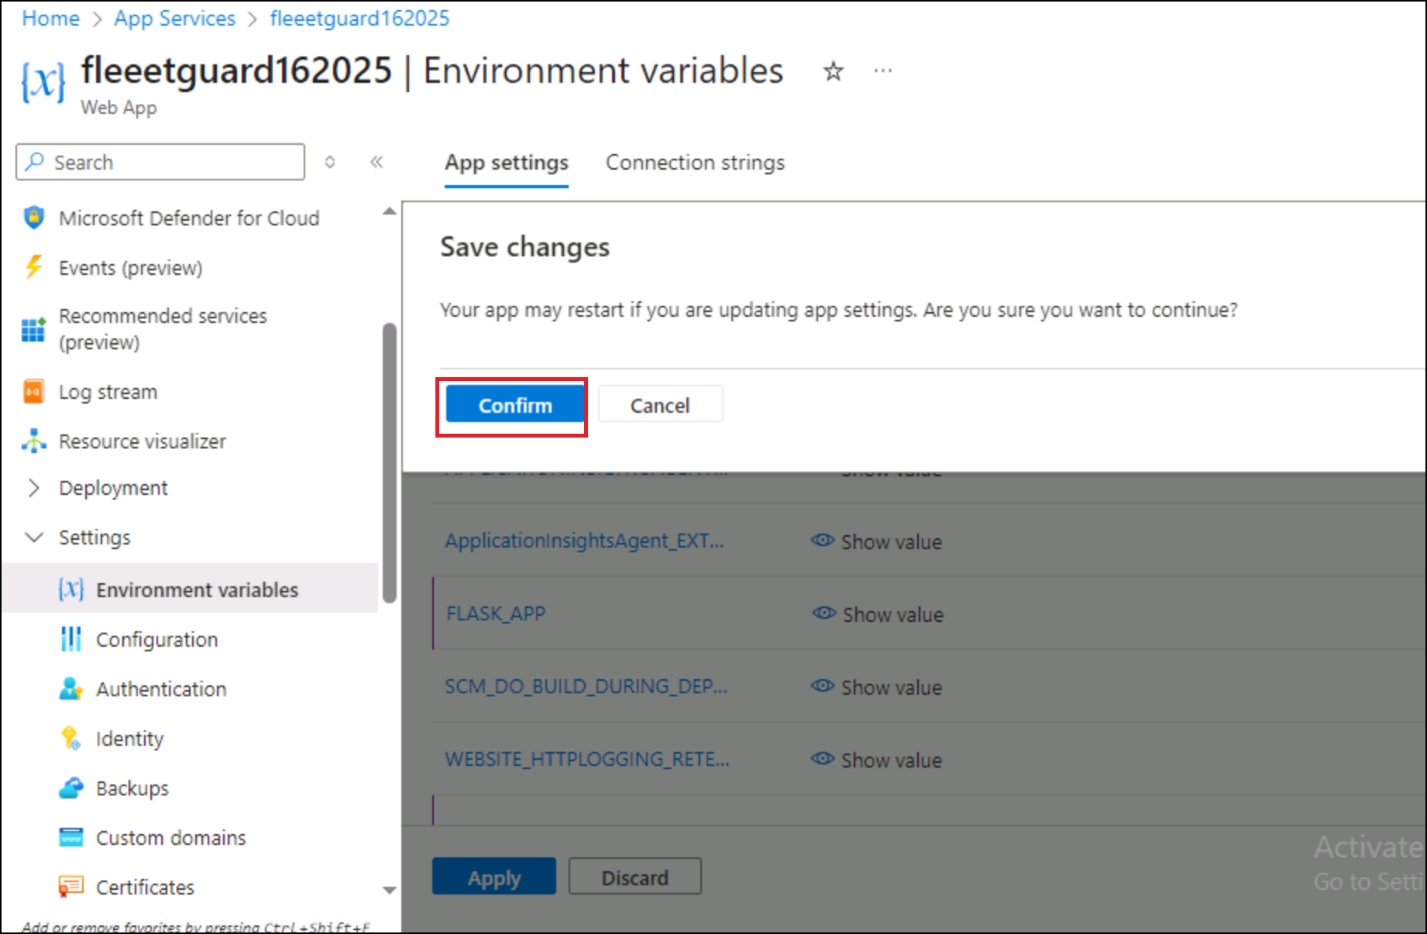 Home > App Services > fleeetguard162025
{x} fleeetguard162025 | Environment variables ☆ ...
Web App
Search
App settings Connection strings
Microsoft Defender for Cloud
Events (preview)
Recommended services
(preview)
Log stream
Resource visualizer
Deployment
Settings
Environment variables
Configuration
Authentication
Identity
Backups
Custom domains
Certificates
Add or remove favorites by pressing Ctrl+Shift+F
Save changes
Your app may restart if you are updating app settings. Are you sure you want to continue?
Confirm Cancel
Show value
ApplicationInsightsAgent_EXT... Show value
FLASK_APP Show value
SCM_DO_BUILD_DURING_DEP... Show value
WEBSITE_HTTPLOGGING_RETE... Show value
Apply Discard
Activate
Go to Setti